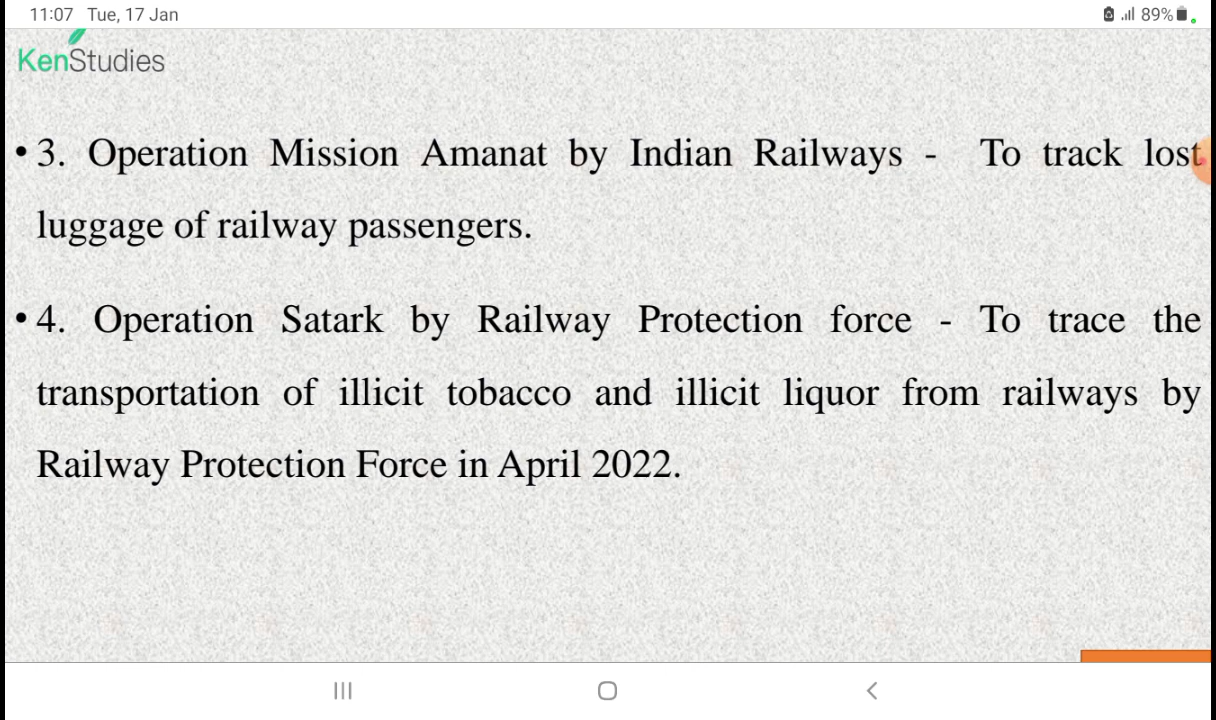 11:07 Tue, 17 Jan 89%
KenStudies
• 3. Operation Mission Amanat by Indian Railways - To track lost
luggage of railway passengers.
• 4. Operation Satark by Railway Protection force - To trace the
transportation of illicit tobacco and illicit liquor from railways by
Railway Protection Force in April 2022.